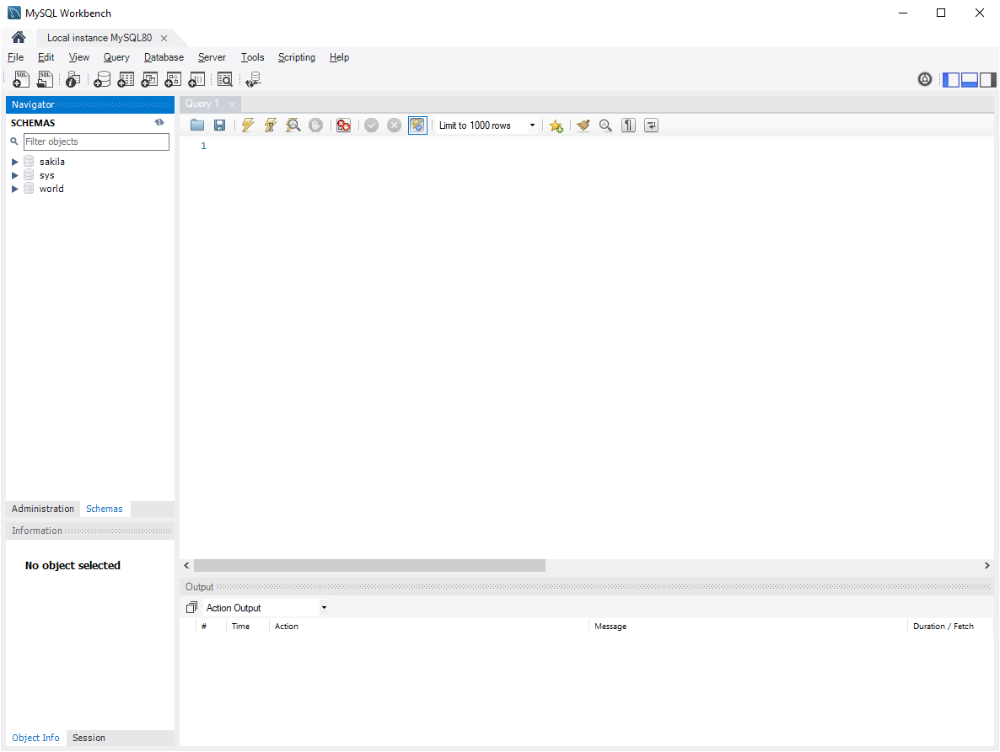 MySQL Workbench
Local instance MySQL80
File Edit View Query Database Server Tools Scripting Help
Navigator
Query 1
SCHEMAS
Limit to 1000 rows
Filter objects
1
sakila
sys
world
Administration Schemas
Information
No object selected
Output
Action Output
# Time Action Message Duration / Fetch
Object Info Session